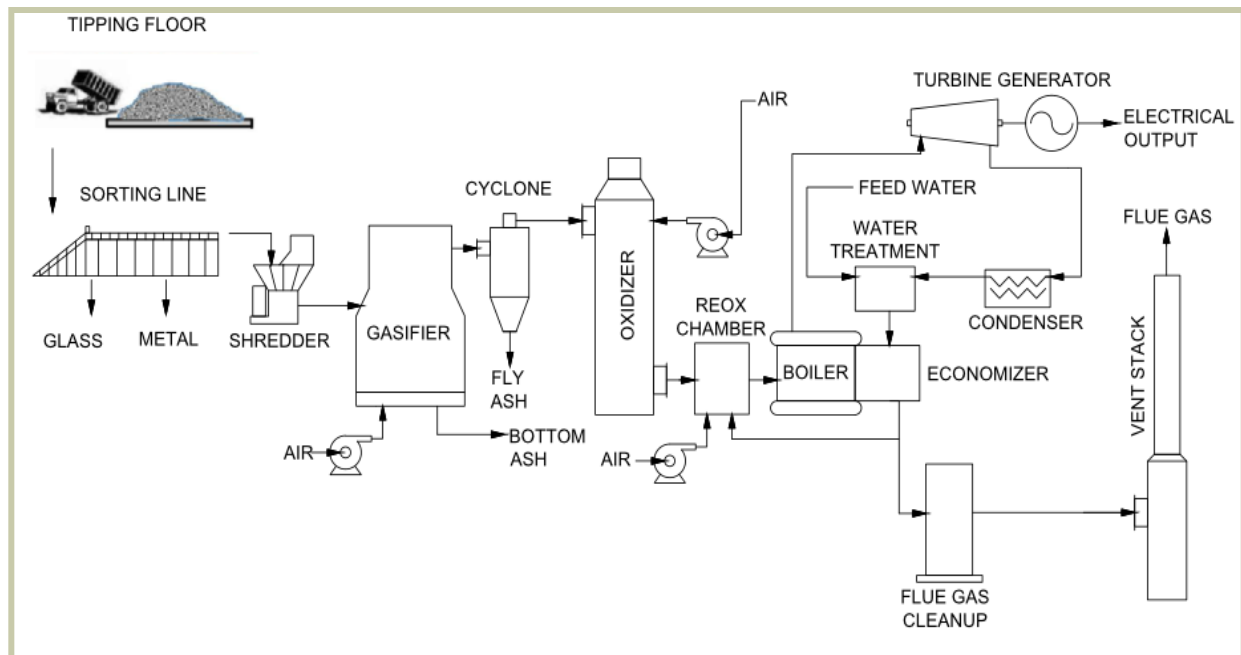 TIPPING FLOOR
SORTING LINE
GLASS
METAL
SHREDDER
GASIFIER
AIR
BOTTOM
ASH
CYCLONE
FLY
ASH
OXIDIZER
AIR
REOX
CHAMBER
AIR
BOILER
ECONOMIZER
FEED WATER
WATER
TREATMENT
CONDENSER
TURBINE GENERATOR
ELECTRICAL
OUTPUT
FLUE GAS
CLEANUP
VENT STACK
FLUE GAS